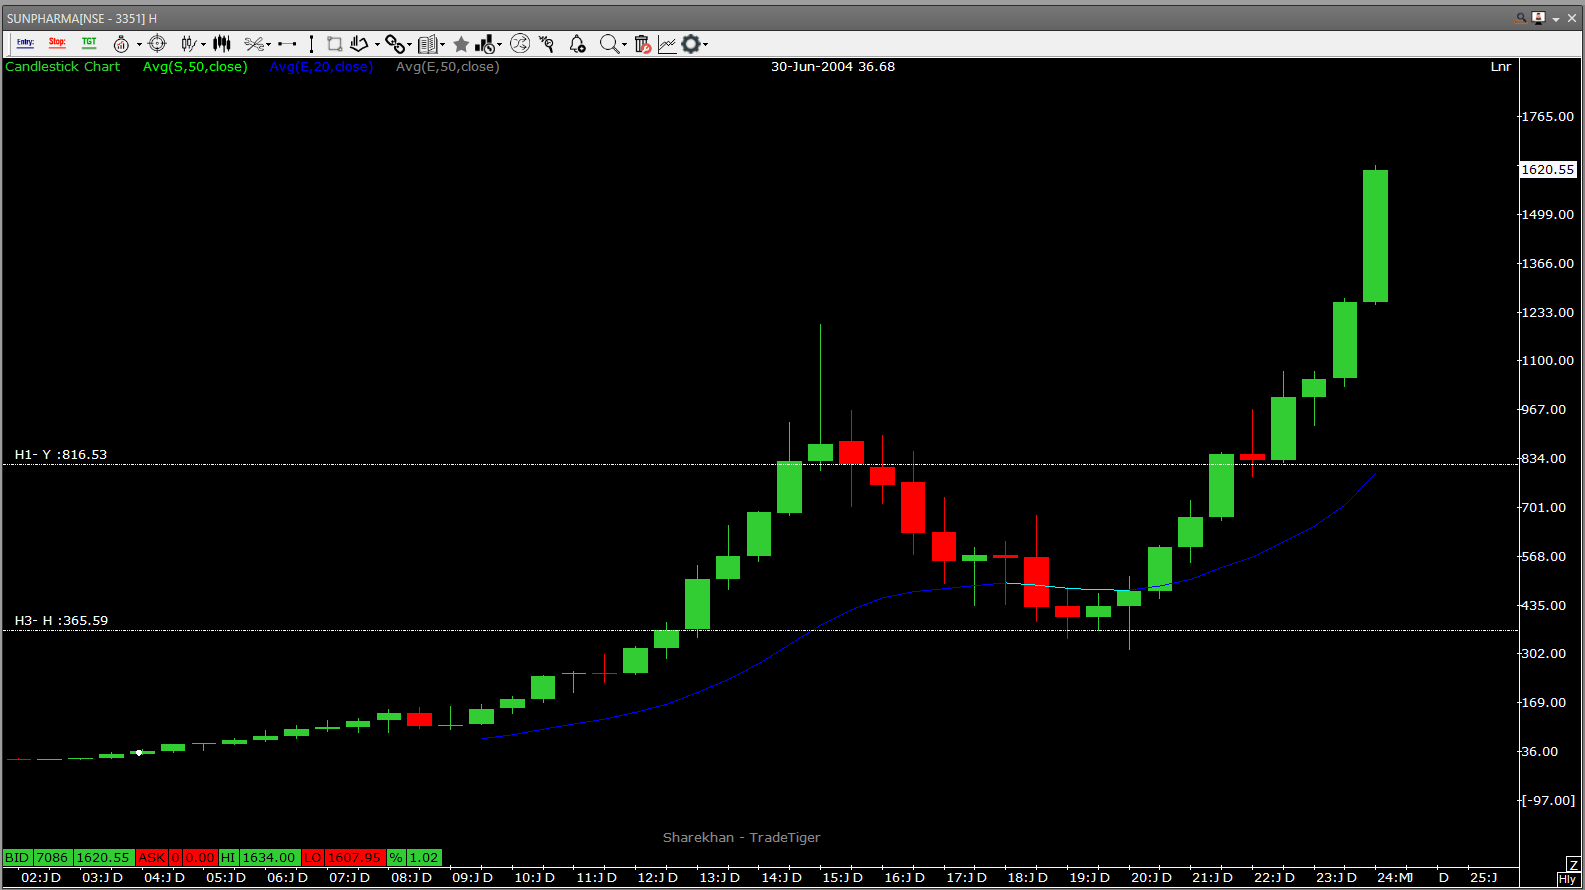 SUNPHARMA[NSE - 3351] H
Entry: Stop: TGT
Candlestick Chart Avg(S,50,close) Avg(E,20,close) Avg(E,50,close) 30-Jun-2004 36.68 Lnr
1765.00
1620.55
1499.00
1366.00
1233.00
1100.00
967.00
H1- Y :816.53
834.00
701.00
568.00
435.00
H3- H :365.59
302.00
169.00
36.00
[-97.00]
Sharekhan - TradeTiger
BID 7086 1620.55 ASK 0 0.00 HI 1634.00 LO 1607.95 % 1.02
Z
02:J D 03:J D 04:J D 05:J D 06:J D 07:J D 08:J D 09:J D 10:J D 11:J D 12:J D 13:J D 14:J D 15:J D 16:J D 17:J D 18:J D 19:J D 20:J D 21:J D 22:J D 23:J D 24:MJ D 25:J Hly